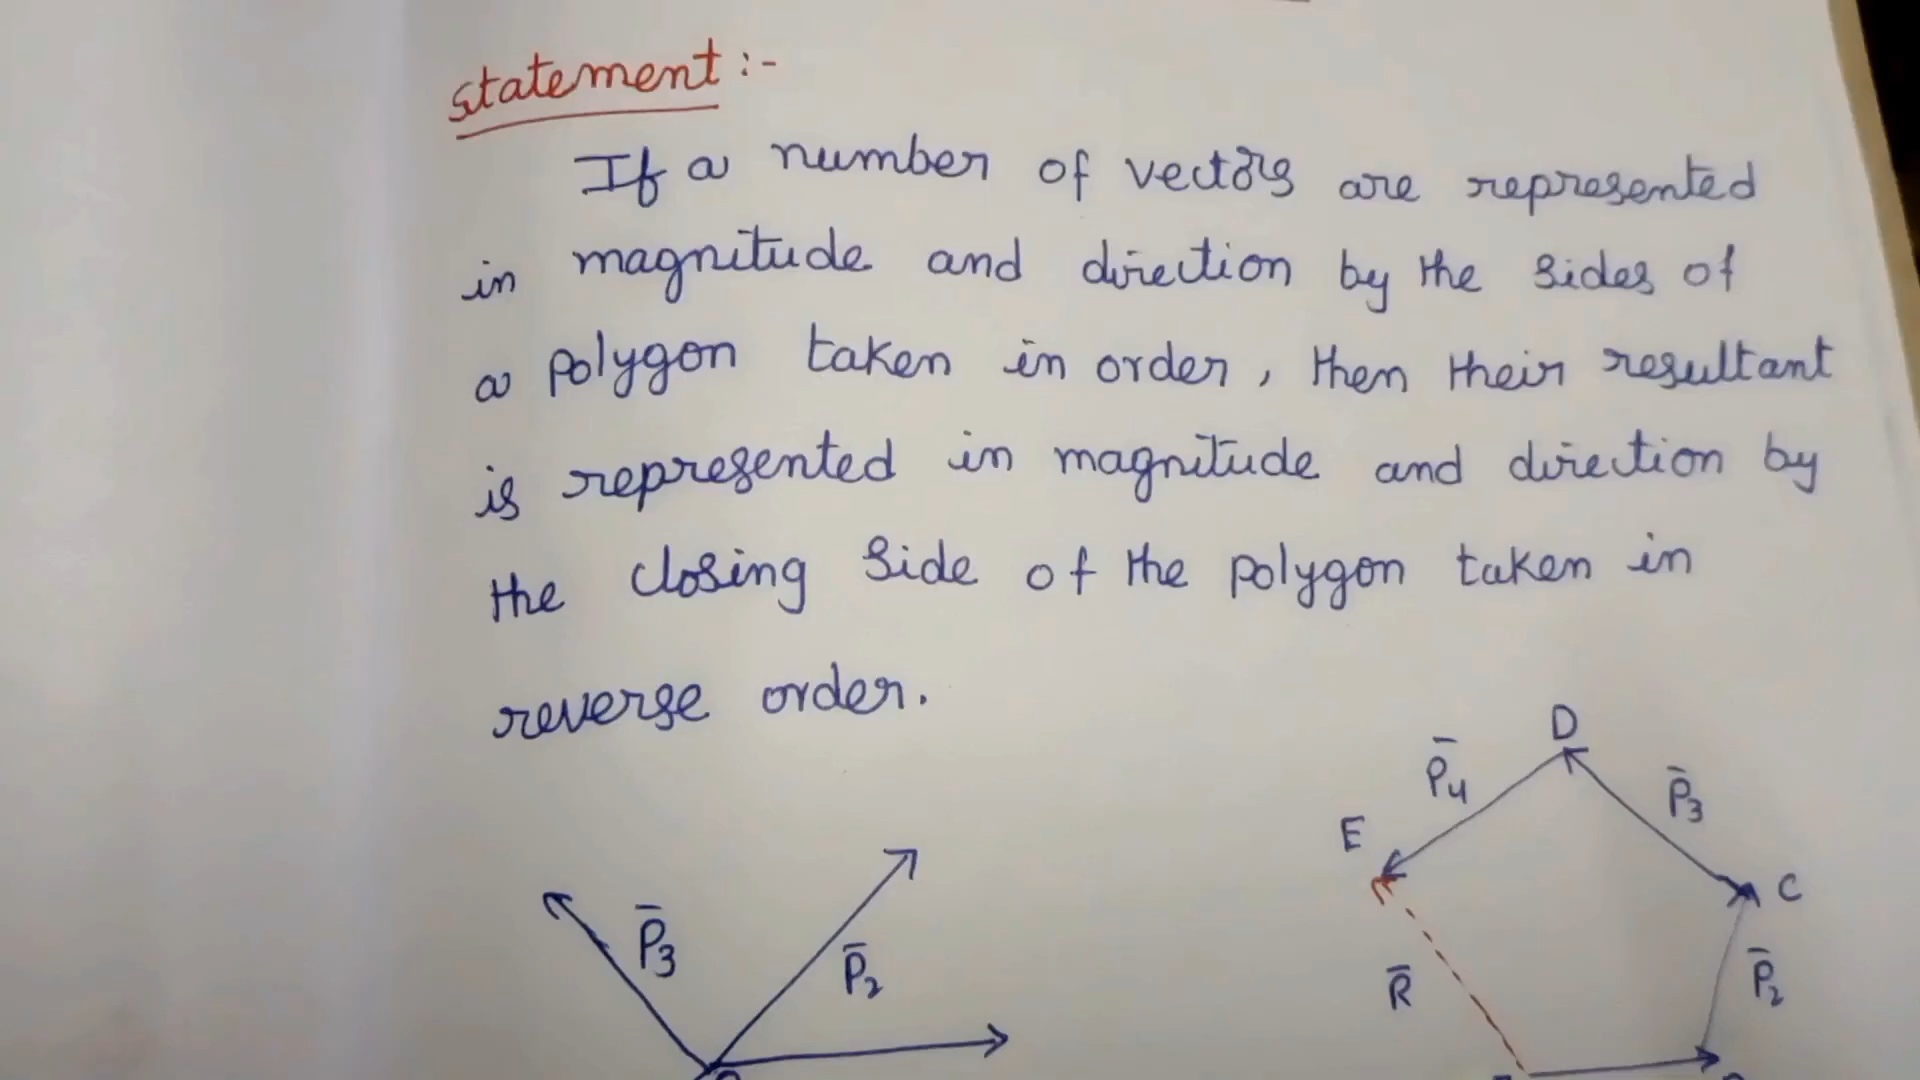 Statement :-
If a number of vectors are represented
in magnitude and direction by the sides of
a polygon taken in order, then their resultant
is represented in magnitude and direction by
the closing side of the polygon taken in
reverse order.
D
P̄4
P̄3
E
C
P̄3
P̄2
R̄
P̄2